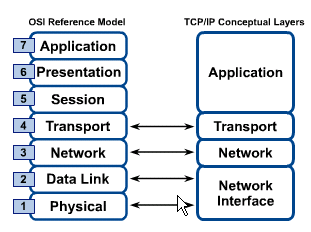 OSI Reference Model
TCP/IP Conceptual Layers
7 Application
6 Presentation
5 Session
4 Transport
3 Network
2 Data Link
1 Physical
Application
Transport
Network
Network
Interface